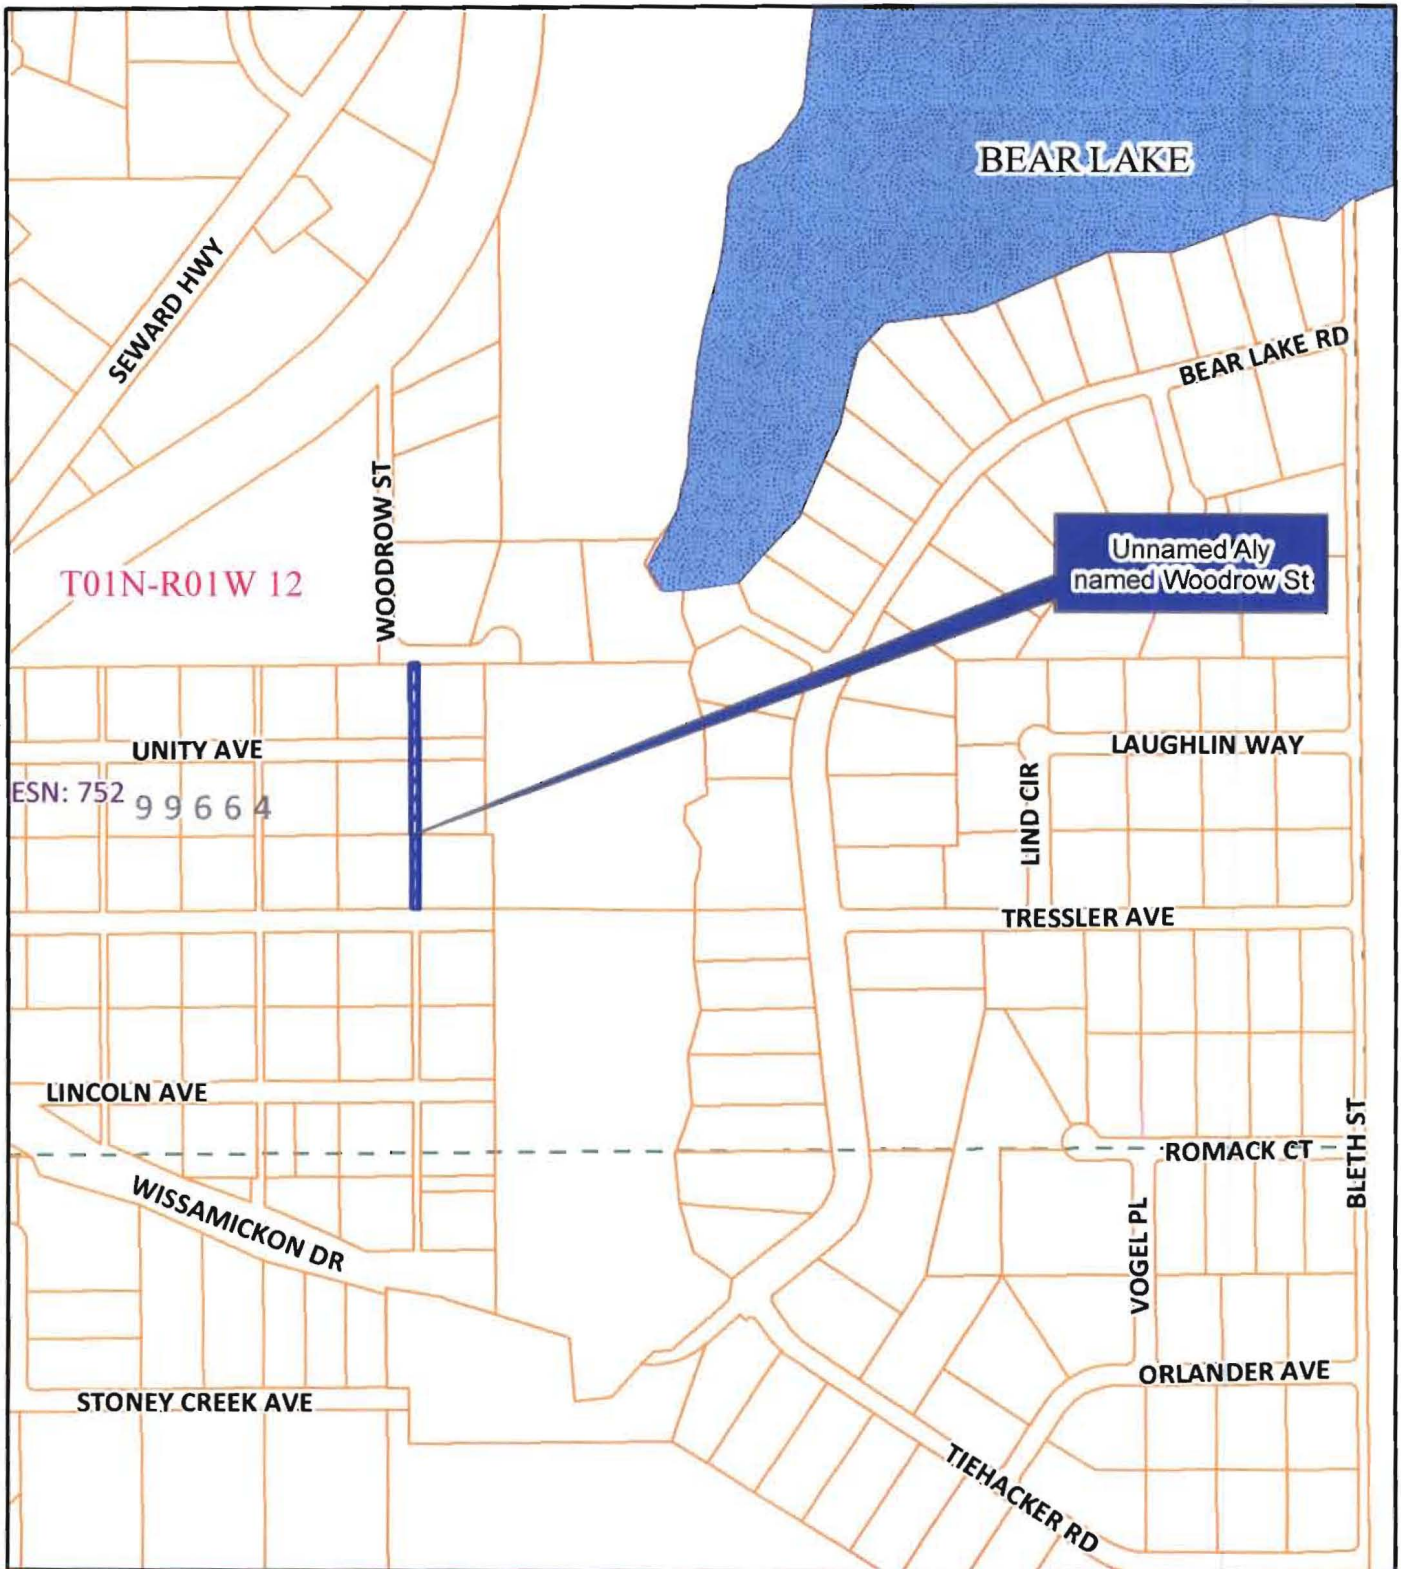 BEAR LAKE
SEWARD HWY
BEAR LAKE RD
WOODROW ST
Unnamed Aly
named Woodrow St
T01N-R01W 12
UNITY AVE
LAUGHLIN WAY
ESN: 752
99664
LIND CIR
TRESSLER AVE
LINCOLN AVE
ROMACK CT
BLETH ST
WISSAMICKON DR
VOGEL PL
ORLANDER AVE
STONEY CREEK AVE
TIEHACKER RD